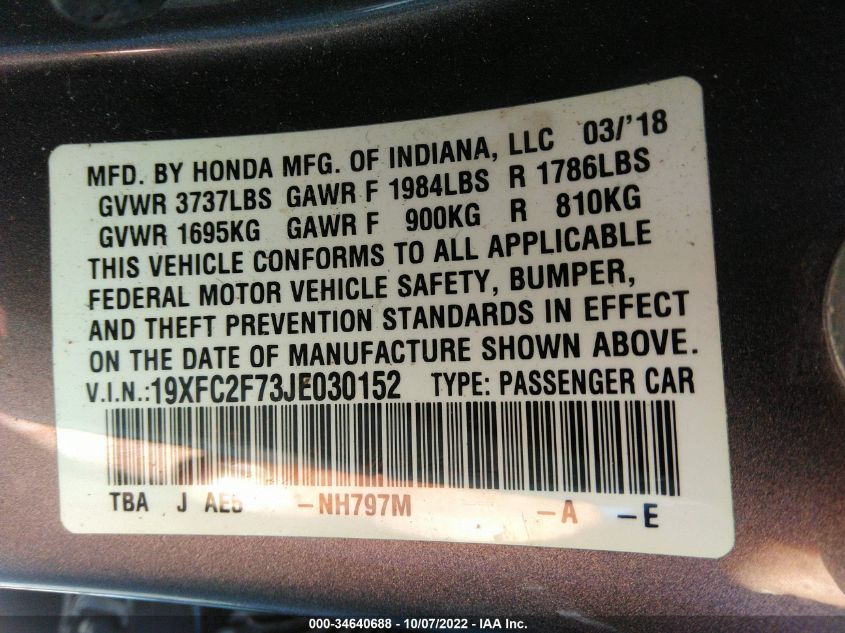 MFD. BY HONDA MFG. OF INDIANA, LLC 03/'18
GVWR 3737LBS GAWR F 1984LBS R 1786LBS
GVWR 1695KG GAWR F 900KG R 810KG
THIS VEHICLE CONFORMS TO ALL APPLICABLE
FEDERAL MOTOR VEHICLE SAFETY, BUMPER,
AND THEFT PREVENTION STANDARDS IN EFFECT
ON THE DATE OF MANUFACTURE SHOWN ABOVE.
V.I.N.:19XFC2F73JE030152 TYPE: PASSENGER CAR
TBA J -NH797M -A -E
000-34640688 - 10/07/2022 - IAA Inc.